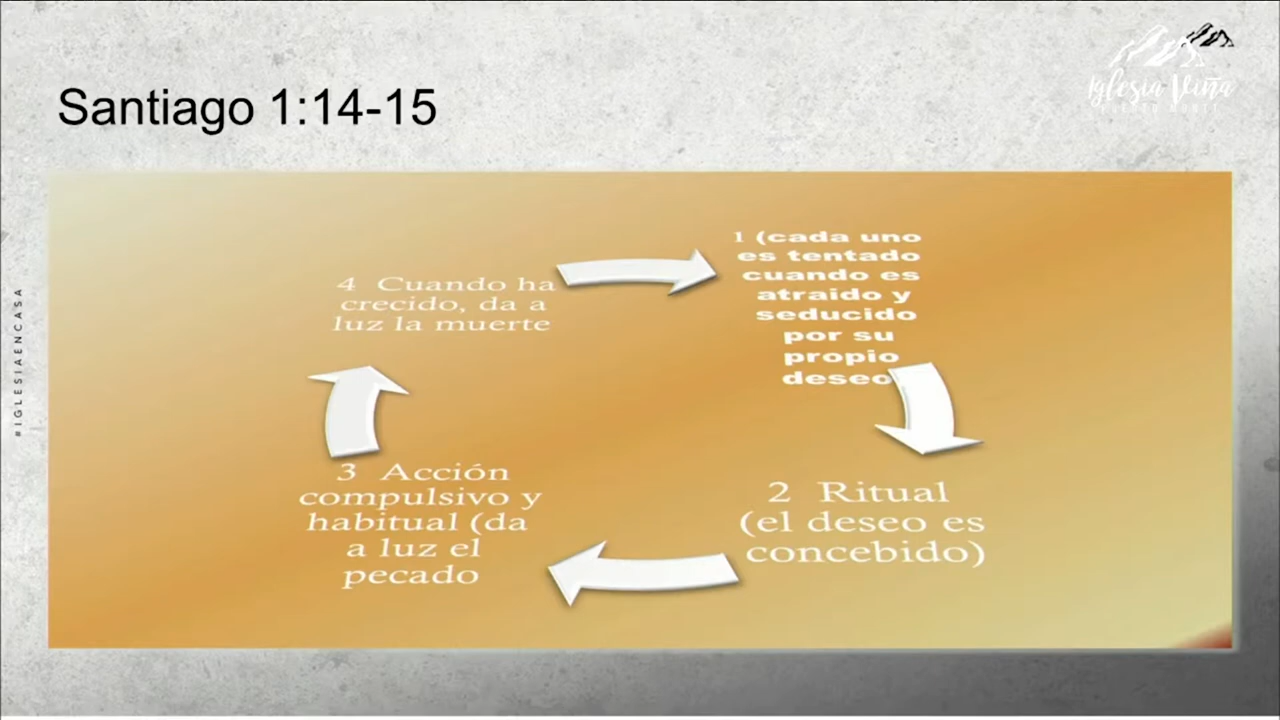 Iglesia Viña
Santiago 1:14-15
#IGLESIAENCASA
1 (cada uno
es tentado
cuando es
atraido y
seducido
por su
propio
deseo
2 Ritual
(el deseo es
concebido)
3 Acción
compulsivo y
habitual (da
a luz el
pecado
4 Cuando ha
crecido, da a
luz la muerte